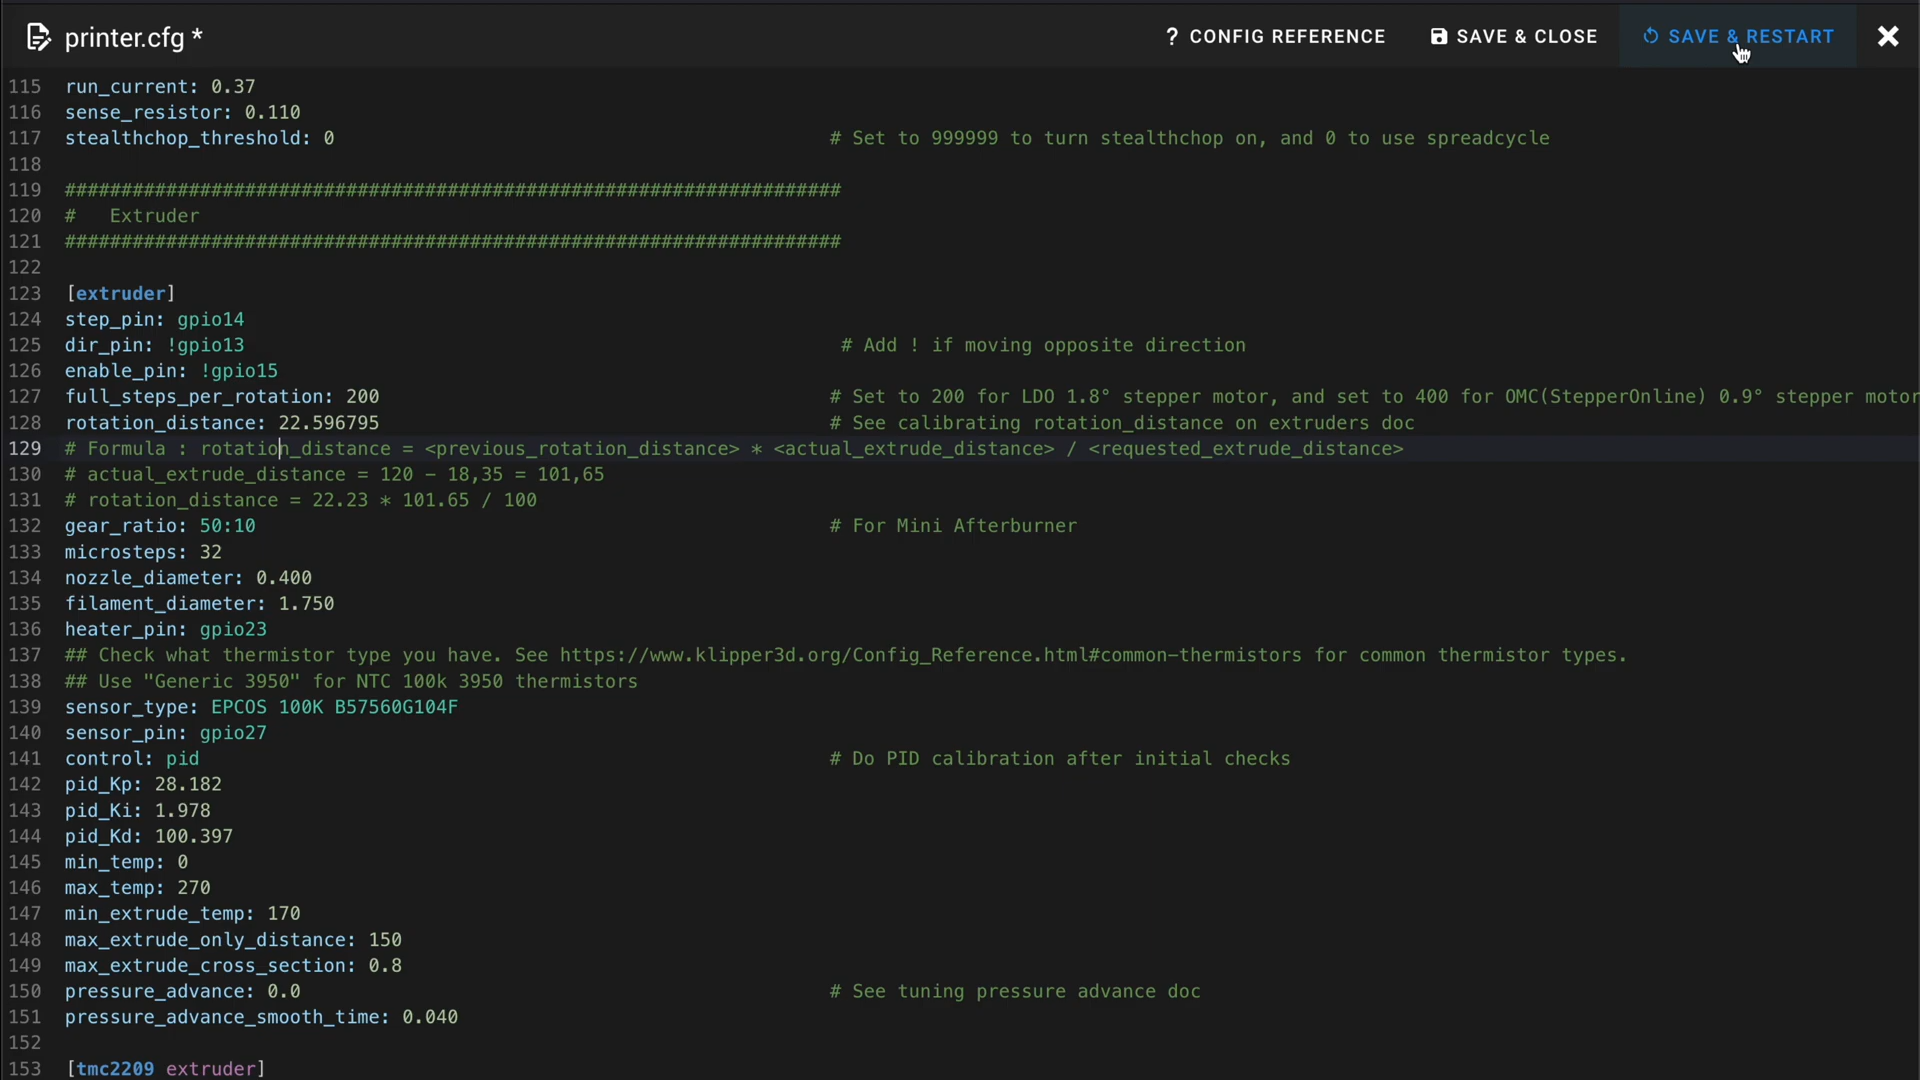 printer.cfg *
? CONFIG REFERENCE
SAVE & CLOSE
SAVE & RESTART
115 run_current: 0.37
116 sense_resistor: 0.110
117 stealthchop_threshold: 0 # Set to 999999 to turn stealthchop on, and 0 to use spreadcycle
118
119 #####################################################################
120 #   Extruder
121 #####################################################################
122
123 [extruder]
124 step_pin: gpio14
125 dir_pin: !gpio13 # Add ! if moving opposite direction
126 enable_pin: !gpio15
127 full_steps_per_rotation: 200 # Set to 200 for LDO 1.8° stepper motor, and set to 400 for OMC(StepperOnline) 0.9° stepper motor
128 rotation_distance: 22.596795 # See calibrating rotation_distance on extruders doc
129 # Formula : rotation_distance = <previous_rotation_distance> * <actual_extrude_distance> / <requested_extrude_distance>
130 # actual_extrude_distance = 120 - 18,35 = 101,65
131 # rotation_distance = 22.23 * 101.65 / 100
132 gear_ratio: 50:10 # For Mini Afterburner
133 microsteps: 32
134 nozzle_diameter: 0.400
135 filament_diameter: 1.750
136 heater_pin: gpio23
137 ## Check what thermistor type you have. See https://www.klipper3d.org/Config_Reference.html#common-thermistors for common thermistor types.
138 ## Use "Generic 3950" for NTC 100k 3950 thermistors
139 sensor_type: EPCOS 100K B57560G104F
140 sensor_pin: gpio27
141 control: pid # Do PID calibration after initial checks
142 pid_Kp: 28.182
143 pid_Ki: 1.978
144 pid_Kd: 100.397
145 min_temp: 0
146 max_temp: 270
147 min_extrude_temp: 170
148 max_extrude_only_distance: 150
149 max_extrude_cross_section: 0.8
150 pressure_advance: 0.0 # See tuning pressure advance doc
151 pressure_advance_smooth_time: 0.040
152
153 [tmc2209 extruder]